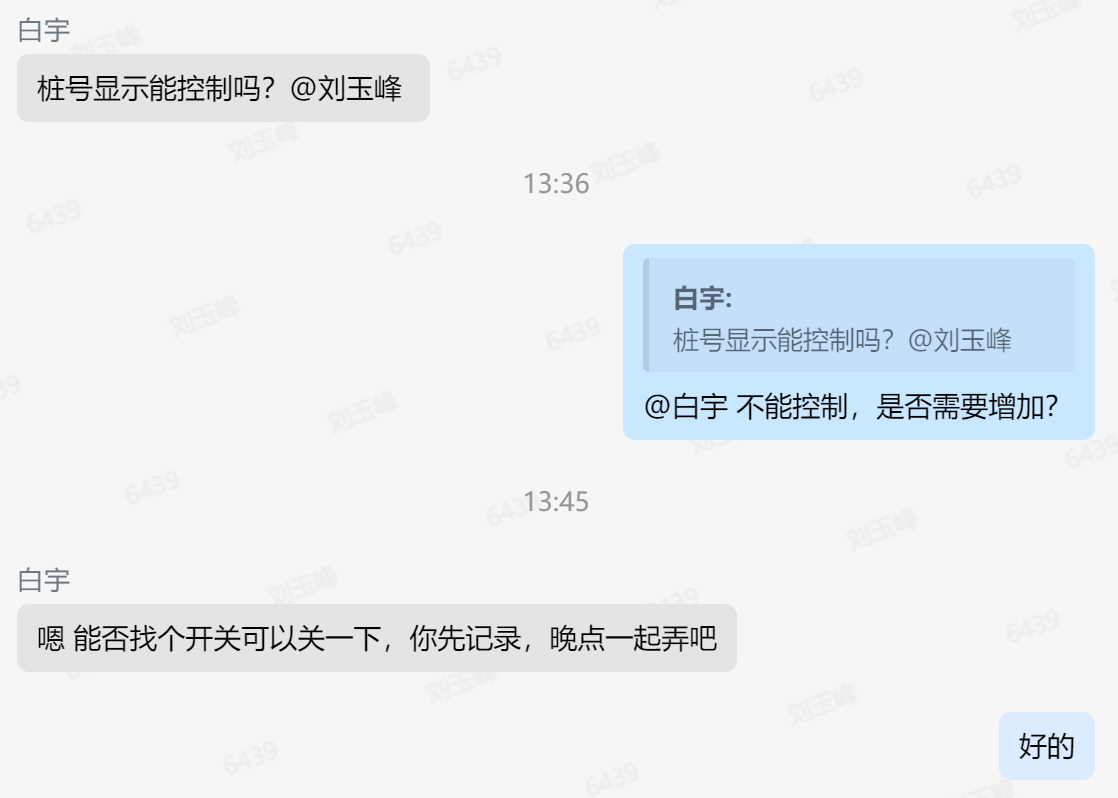 白宇
桩号显示能控制吗？@刘玉峰
13:36
白宇:
桩号显示能控制吗？@刘玉峰
@白宇 不能控制，是否需要增加？
13:45
白宇
嗯 能否找个开关可以关一下，你先记录，晚点一起弄吧
好的
刘玉峰
6439